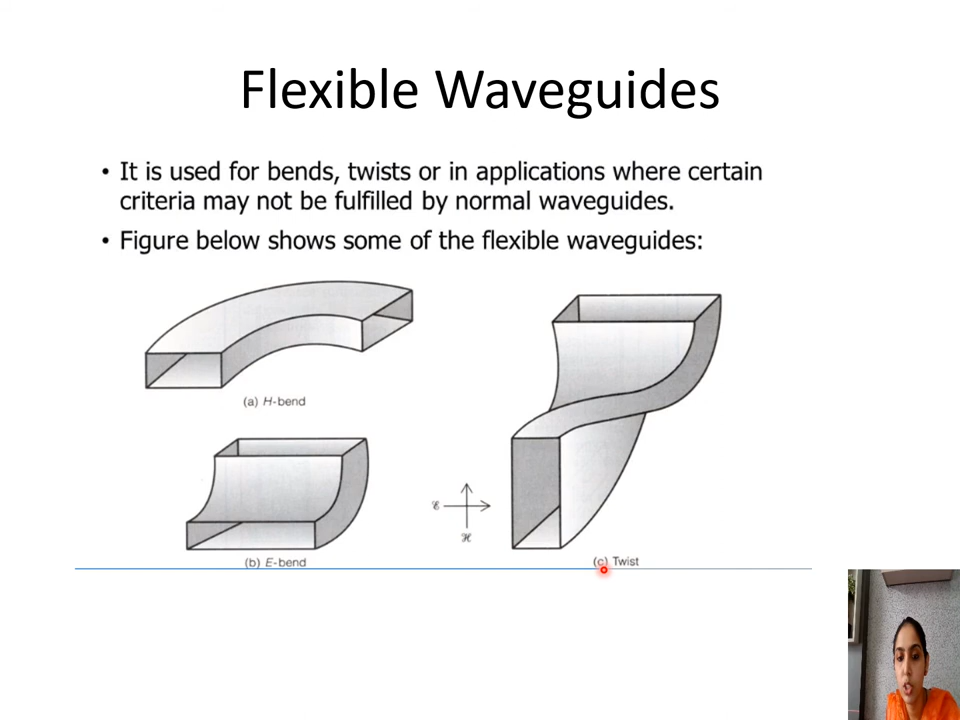 Flexible Waveguides
• It is used for bends, twists or in applications where certain
criteria may not be fulfilled by normal waveguides.
• Figure below shows some of the flexible waveguides:
(a) H-bend
(b) E-bend
ℰ
ℋ
(c) Twist